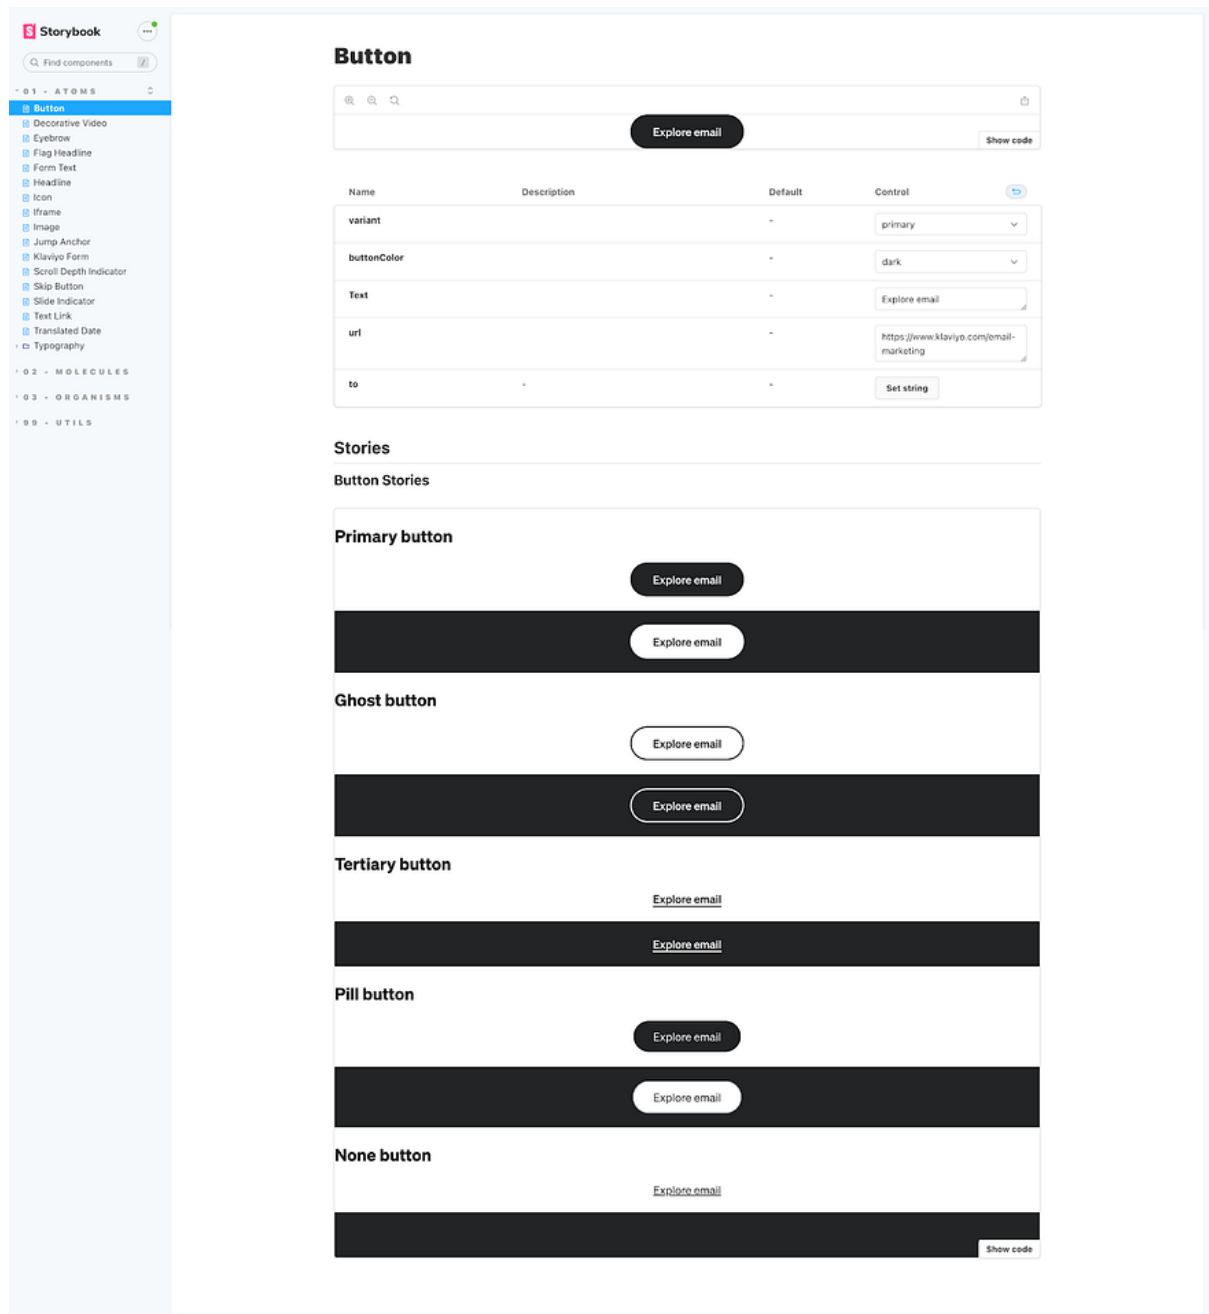 Storybook
Find components /
01 - ATOMS
Button
Decorative Video
Eyebrow
Flag Headline
Form Text
Headline
Icon
Iframe
Image
Jump Anchor
Klaviyo Form
Scroll Depth Indicator
Skip Button
Slide Indicator
Text Link
Translated Date
Typography
02 - MOLECULES
03 - ORGANISMS
99 - UTILS
Button
Explore email
Show code
Name Description Default Control
variant - primary
buttonColor - dark
Text - Explore email
url - https://www.klaviyo.com/email-
marketing
to - - Set string
Stories
Button Stories
Primary button
Explore email
Explore email
Ghost button
Explore email
Explore email
Tertiary button
Explore email
Explore email
Pill button
Explore email
Explore email
None button
Explore email
Show code